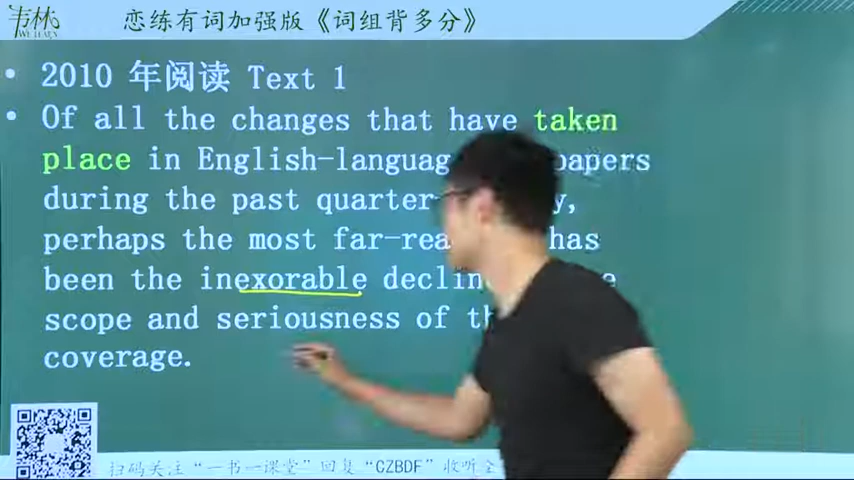 韦林
WE LEARN
恋练有词加强版《词组背多分》
• 2010 年阅读 Text 1
• Of all the changes that have taken
place in English-languag papers
during the past quarter- y,
perhaps the most far-rea has
been the inexorable declin e
scope and seriousness of th
coverage.
扫码关注“一书一课堂”回复“CZBDF”收听全